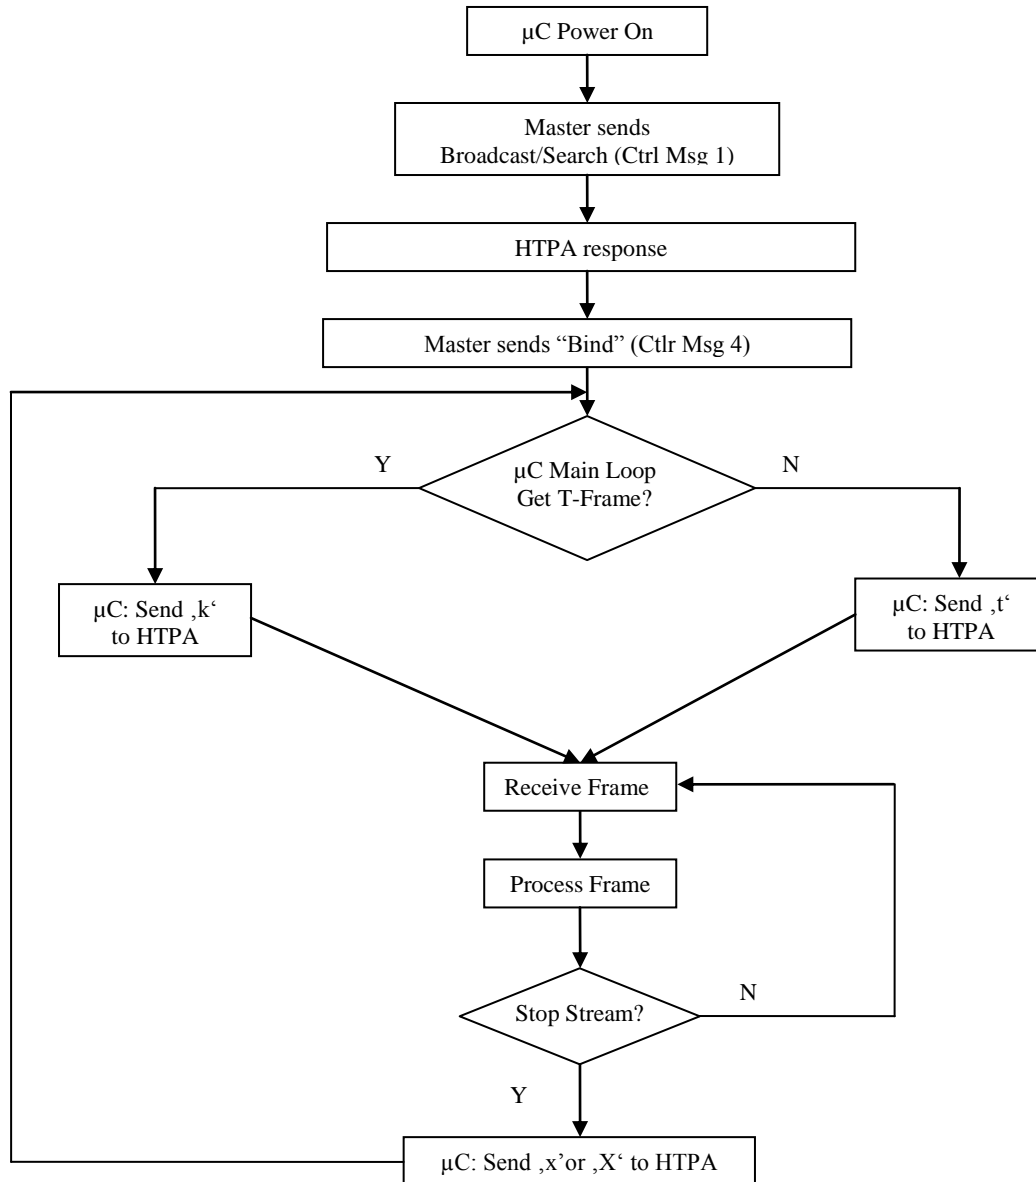 µC Power On
Master sends
Broadcast/Search (Ctrl Msg 1)
HTPA response
Master sends “Bind” (Ctlr Msg 4)
Y
µC Main Loop
Get T-Frame?
N
µC: Send ‚k‘
to HTPA
µC: Send ‚t‘
to HTPA
Receive Frame
Process Frame
Stop Stream?
N
Y
µC: Send ‚x’or ‚X‘ to HTPA